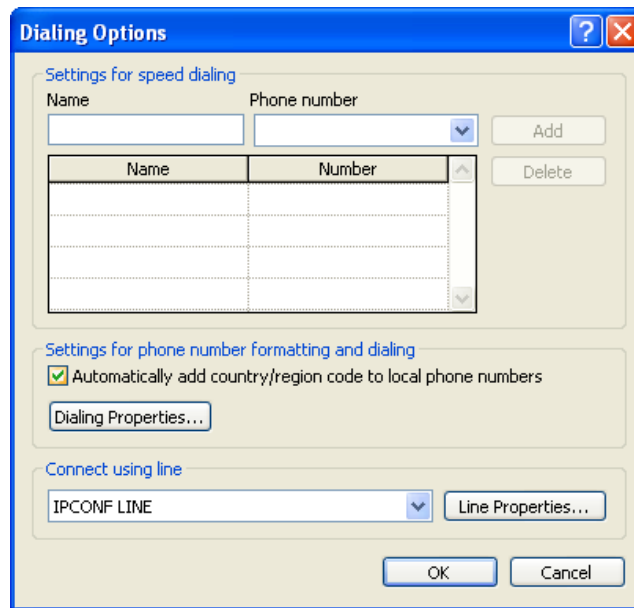 Dialing Options
Settings for speed dialing
Name Phone number
Add
Name Number
Delete
Settings for phone number formatting and dialing
Automatically add country/region code to local phone numbers
Dialing Properties...
Connect using line
IPCONF LINE Line Properties...
OK Cancel